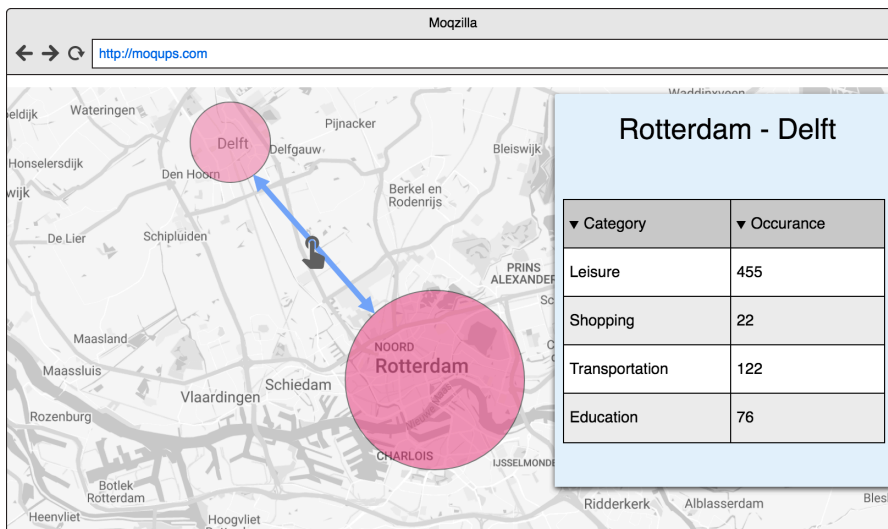 Moqzilla
http://moqups.com
Waddinxveen
eldijk
Wateringen
Pijnacker
Delft
Delfgauw
Bleiswijk
Honselersdijk
Den Hoorn
wijk
Berkel en
Rodenrijs
De Lier
Schipluiden
PRINS
ALEXANDER
Maasland
NOORD
Rotterdam
Maassluis
Schiedam
Vlaardingen
Rozenburg
CHARLOIS
IJSSELMONDE
Botlek
Rotterdam
Ridderkerk
Alblasserdam
Bles
Heenvliet
Hoogvliet
Rotterdam - Delft
▼ Category ▼ Occurance
Leisure 455
Shopping 22
Transportation 122
Education 76